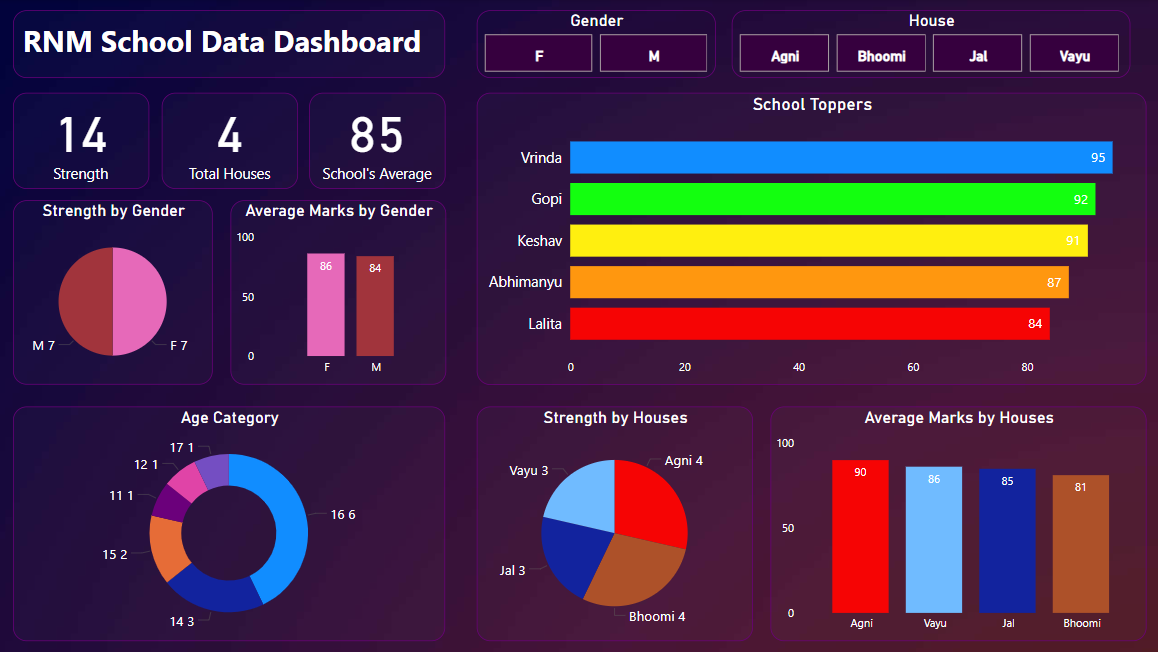 RNM School Data Dashboard
Gender
F
M
House
Agni
Bhoomi
Jal
Vayu
14
Strength
4
Total Houses
85
School's Average
Strength by Gender
M 7
F 7
Average Marks by Gender
100
50
0
86
84
F
M
School Toppers
Vrinda
95
Gopi
92
Keshav
91
Abhimanyu
87
Lalita
84
0
20
40
60
80
Age Category
17 1
12 1
11 1
15 2
14 3
16 6
Strength by Houses
Vayu 3
Agni 4
Jal 3
Bhoomi 4
Average Marks by Houses
100
50
0
90
86
85
81
Agni
Vayu
Jal
Bhoomi